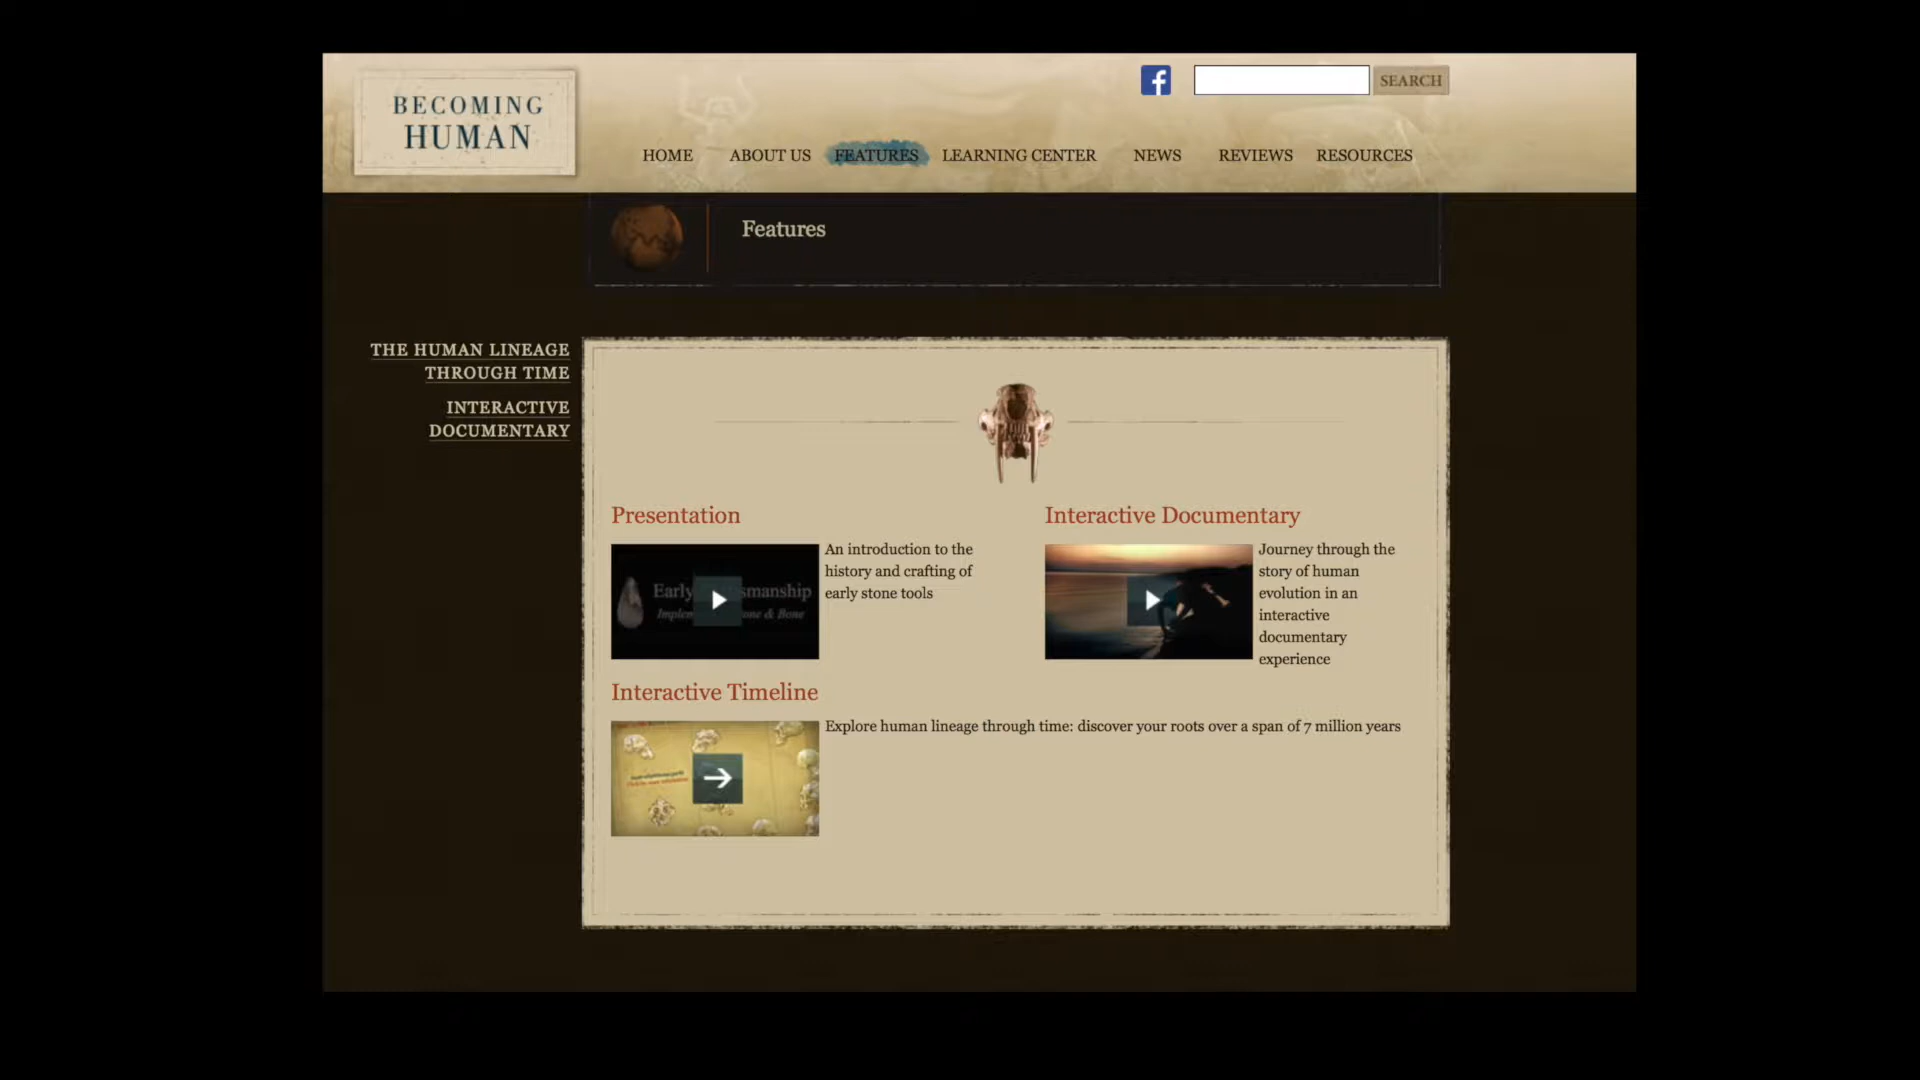 BECOMING
HUMAN
SEARCH
HOME ABOUT US FEATURES LEARNING CENTER NEWS REVIEWS RESOURCES
Features
THE HUMAN LINEAGE
THROUGH TIME
INTERACTIVE
DOCUMENTARY
Presentation
An introduction to the
history and crafting of
early stone tools
Early
Interactive Documentary
Journey through the
story of human
evolution in an
interactive
documentary
experience
Interactive Timeline
Explore human lineage through time: discover your roots over a span of 7 million years